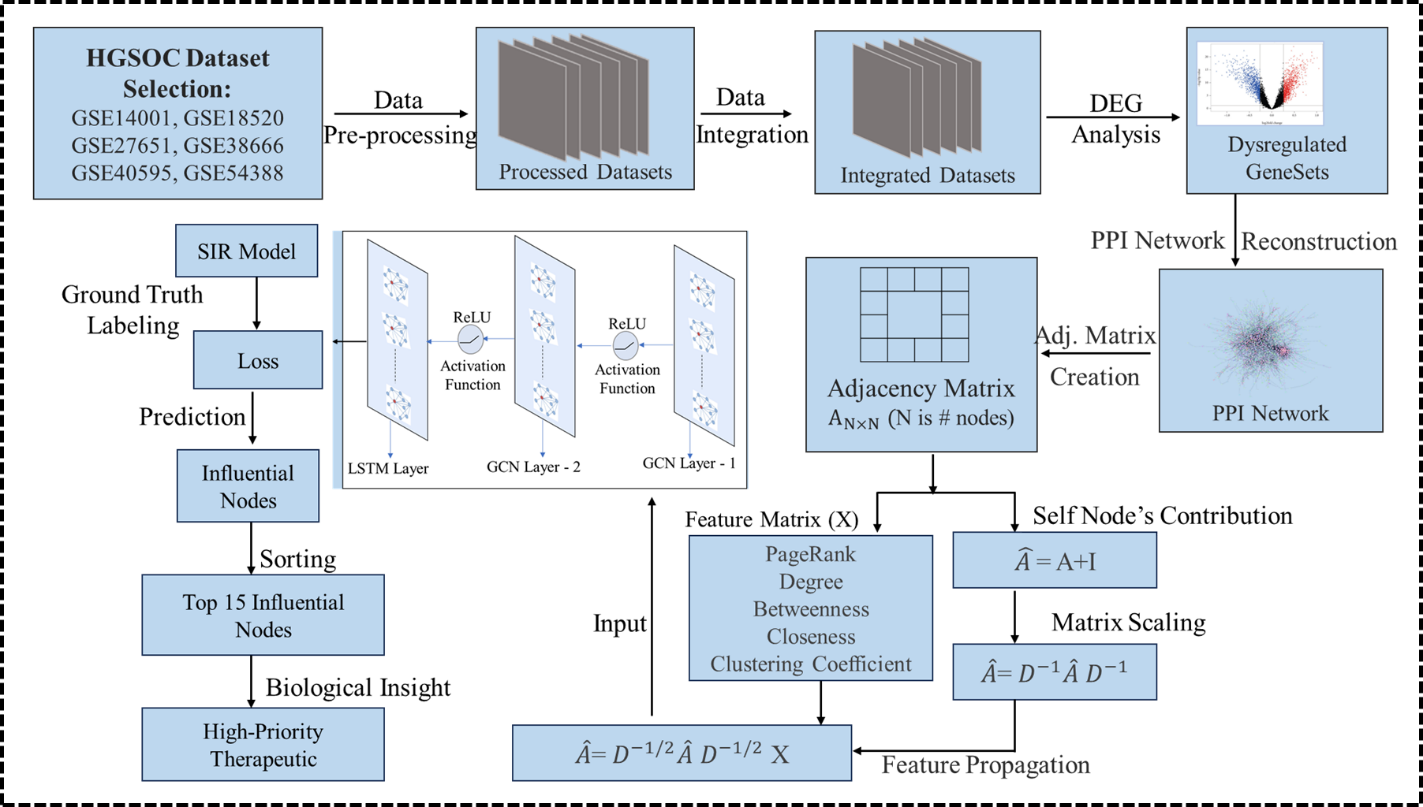 HGSOC Dataset
Selection:
GSE14001, GSE18520
GSE27651, GSE38666
GSE40595, GSE54388
Data
Pre-processing
Processed Datasets
Data
Integration
Integrated Datasets
DEG
Analysis
Dysregulated
GeneSets
PPI Network Reconstruction
PPI Network
Adj. Matrix
Creation
Adjacency Matrix
A_{N×N} (N is # nodes)
Feature Matrix (X)
PageRank
Degree
Betweenness
Closeness
Clustering Coefficient
Self Node's Contribution
Â = A+I
Matrix Scaling
Â= D⁻¹Â D⁻¹
Feature Propagation
Â= D^{−1/2}Â D^{−1/2} X
Input
GCN Layer - 1
ReLU
Activation
Function
GCN Layer - 2
ReLU
Activation
Function
LSTM Layer
SIR Model
Ground Truth
Labeling
Loss
Prediction
Influential
Nodes
Sorting
Top 15 Influential
Nodes
Biological Insight
High-Priority
Therapeutic